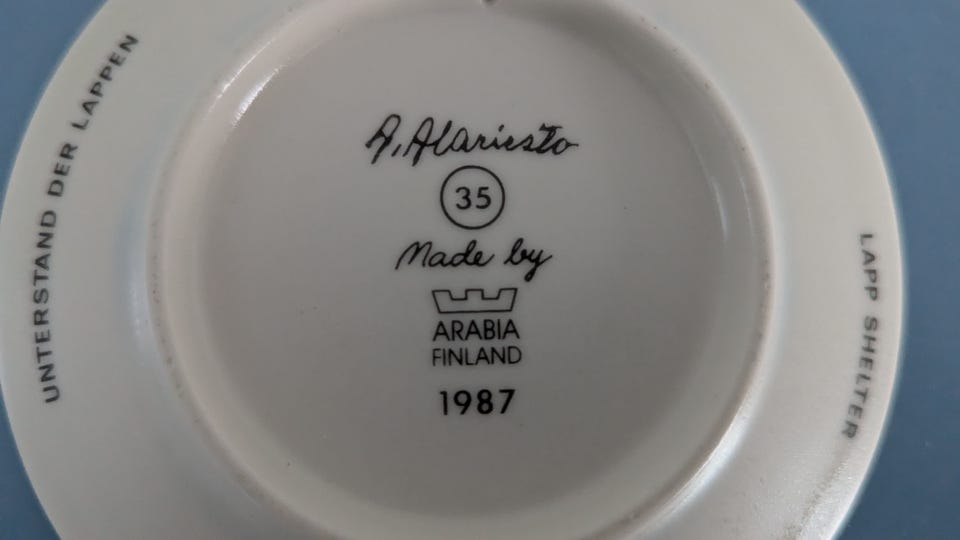 UNTERSTAND DER LAPPEN
A. Alariesto
35
Made by
ARABIA
FINLAND
1987
LAPP SHELTER